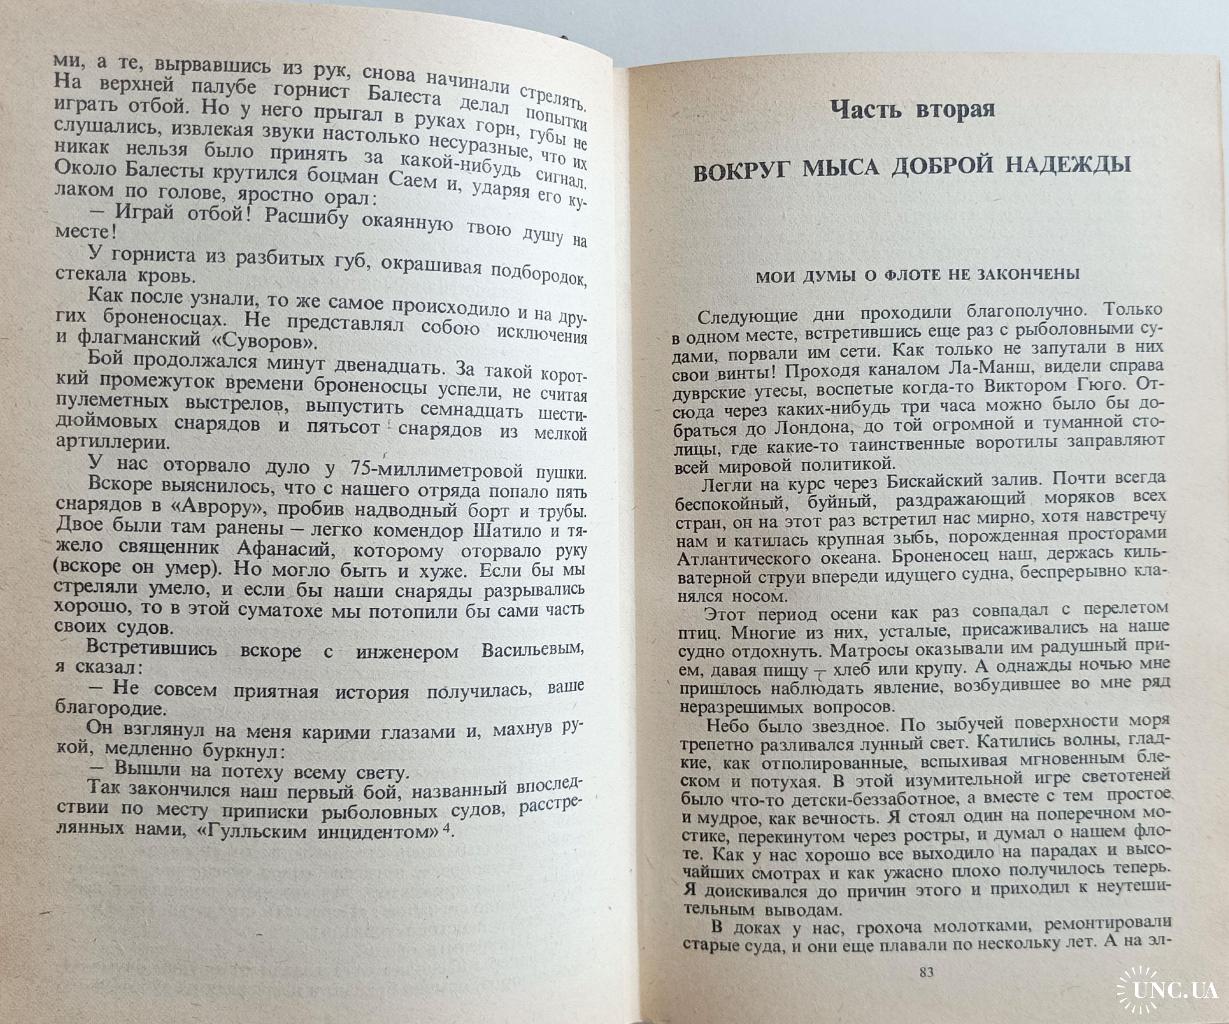 ми, а те, вырвавшись из рук, снова начинали стрелять.
На верхней палубе горнист Балеста делал попытки
играть отбой. Но у него прыгал в руках горн, губы не
слушались, извлекая звуки настолько несуразные, что их
никак нельзя было принять за какой-нибудь сигнал.
Около Балесты крутился боцман Саем и, ударяя его ку-
лаком по голове, яростно орал:
— Играй отбой! Расшибу окаянную твою душу на
месте!
У горниста из разбитых губ, окрашивая подбородок,
стекала кровь.
Как после узнали, то же самое происходило и на дру-
гих броненосцах. Не представлял собою исключения
и флагманский «Суворов».
Бой продолжался минут двенадцать. За такой корот-
кий промежуток времени броненосцы успели, не считая
пулеметных выстрелов, выпустить семнадцать шести-
дюймовых снарядов и пятьсот снарядов из мелкой
артиллерии.
У нас оторвало дуло у 75-миллиметровой пушки.
Вскоре выяснилось, что с нашего отряда попало пять
снарядов в «Аврору», пробив надводный борт и трубы.
Двое были там ранены — легко комендор Шатило и тя-
жело священник Афанасий, которому оторвало руку
(вскоре он умер). Но могло быть и хуже. Если бы мы
стреляли умело, и если бы наши снаряды разрывались
хорошо, то в этой суматохе мы потопили бы сами часть
своих судов.
Встретившись вскоре с инженером Васильевым,
я сказал:
— Не совсем приятная история получилась, ваше
благородие.
Он взглянул на меня карими глазами и, махнув ру-
кой, медленно буркнул:
— Вышли на потеху всему свету.
Так закончился наш первый бой, названный впослед-
ствии по месту приписки рыболовных судов, расстре-
лянных нами, «Гулльским инцидентом» 4.
Часть вторая
ВОКРУГ МЫСА ДОБРОЙ НАДЕЖДЫ
МОИ ДУМЫ О ФЛОТЕ НЕ ЗАКОНЧЕНЫ
Следующие дни проходили благополучно. Только
в одном месте, встретившись еще раз с рыболовными су-
дами, порвали им сети. Как только не запутали в них
свои винты! Проходя каналом Ла-Манш, видели справа
дуврские утесы, воспетые когда-то Виктором Гюго. От-
сюда через каких-нибудь три часа можно было бы до-
браться до Лондона, до той огромной и туманной сто-
лицы, где какие-то таинственные воротилы заправляют
всей мировой политикой.
Легли на курс через Бискайский залив. Почти всегда
беспокойный, буйный, раздражающий моряков всех
стран, он на этот раз встретил нас мирно, хотя навстречу
нам и катилась крупная зыбь, порожденная просторами
Атлантического океана. Броненосец наш, держась киль-
ватерной струи впереди идущего судна, беспрерывно кла-
нялся носом.
Этот период осени как раз совпадал с перелетом
птиц. Многие из них, усталые, присаживались на наше
судно отдохнуть. Матросы оказывали им радушный при-
ем, давая пищу — хлеб или крупу. А однажды ночью мне
пришлось наблюдать явление, возбудившее во мне ряд
неразрешимых вопросов.
Небо было звездное. По зыбучей поверхности моря
трепетно разливался лунный свет. Катились волны, глад-
кие, как отполированные, вспыхивая мгновенным бле-
ском и потухая. В этой изумительной игре светотеней
было что-то детски-беззаботное, а вместе с тем простое
и мудрое, как вечность. Я стоял один на поперечном мо-
стике, перекинутом через ростры, и думал о нашем фло-
те. Как у нас хорошо все выходило на парадах и высо-
чайших смотрах и как ужасно плохо получилось теперь.
Я доискивался до причин этого и приходил к неутеши-
тельным выводам.
В доках у нас, грохоча молотками, ремонтировали
старые суда, и они еще плавали по нескольку лет. А на эл-
83
UNC.UA